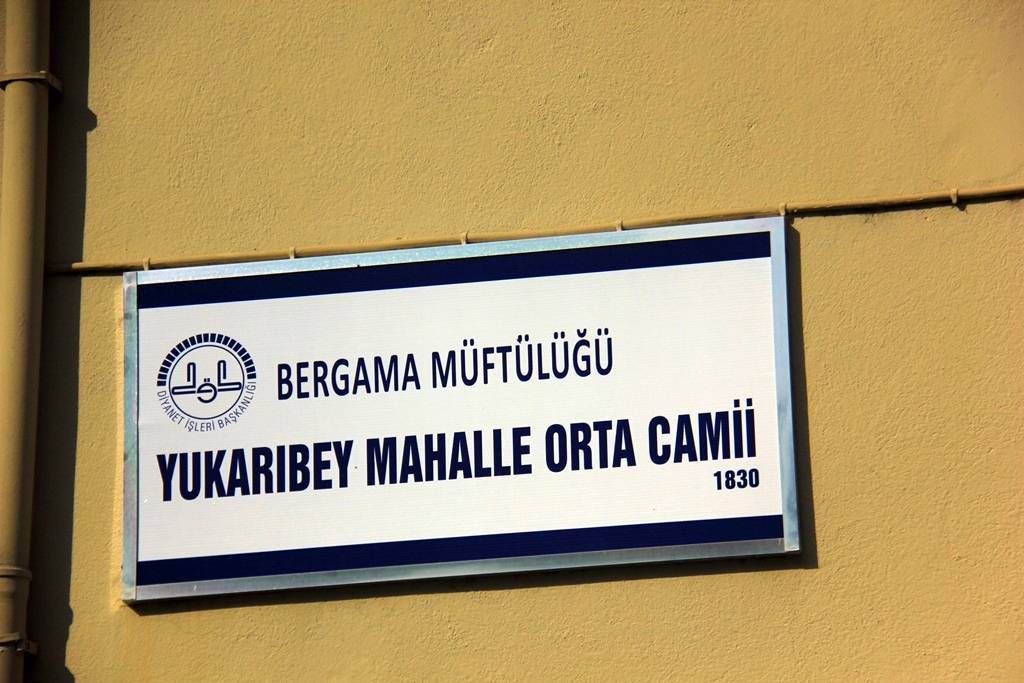 DİYANET İŞLERİ BAŞKANLIĞI
BERGAMA MÜFTÜLÜĞÜ
YUKARIBEY MAHALLE ORTA CAMİİ
1830